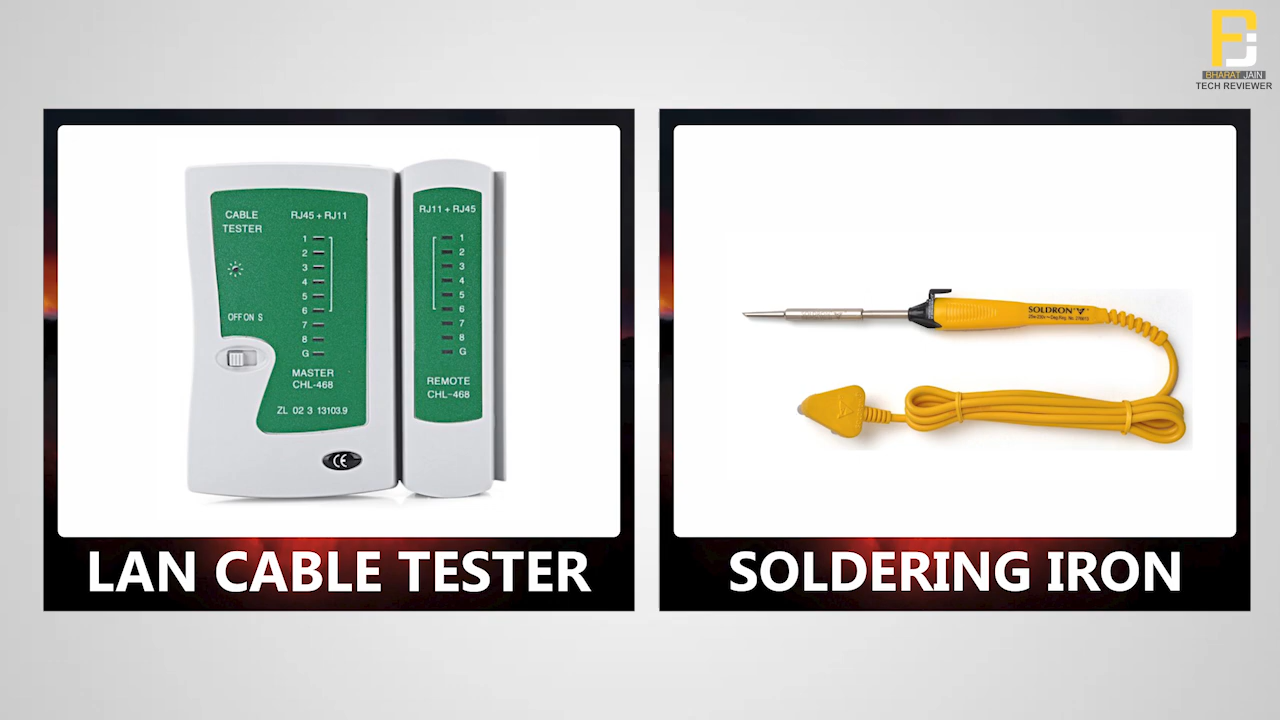 BHARAT JAIN
TECH REVIEWER
CABLE
TESTER
RJ45 + RJ11
1
2
3
4
5
6
7
8
G
OFF ON S
MASTER
CHL-468
ZL 02 3 13103.9
CE
RJ11 + RJ45
1
2
3
4
5
6
7
8
G
REMOTE
CHL-468
SOLDRON
LAN CABLE TESTER
SOLDERING IRON